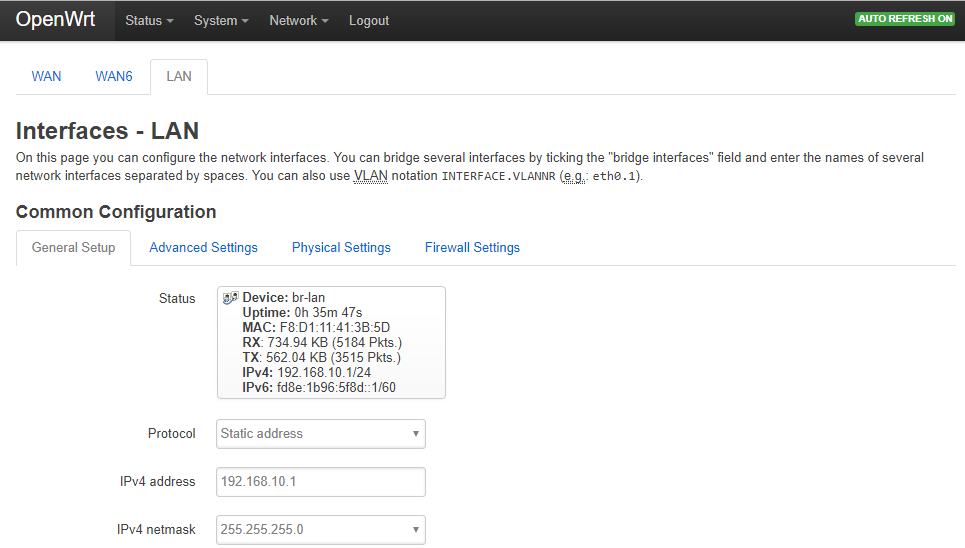 OpenWrt Status System Network Logout AUTO REFRESH ON
WAN WAN6 LAN
Interfaces - LAN
On this page you can configure the network interfaces. You can bridge several interfaces by ticking the "bridge interfaces" field and enter the names of several
network interfaces separated by spaces. You can also use VLAN notation INTERFACE.VLANNR (e.g.: eth0.1).
Common Configuration
General Setup Advanced Settings Physical Settings Firewall Settings
Status
Device: br-lan
Uptime: 0h 35m 47s
MAC: F8:D1:11:41:3B:5D
RX: 734.94 KB (5184 Pkts.)
TX: 562.04 KB (3515 Pkts.)
IPv4: 192.168.10.1/24
IPv6: fd8e:1b96:5f8d::1/60
Protocol Static address
IPv4 address 192.168.10.1
IPv4 netmask 255.255.255.0